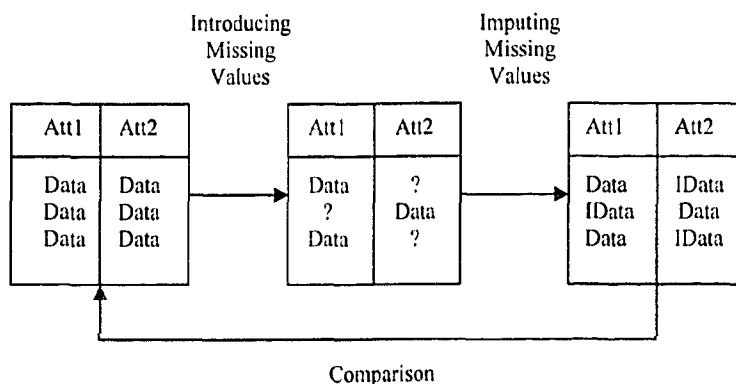 Introducing
Missing
Values
Imputing
Missing
Values
Att1 Att2
Data Data
Data Data
Data Data
Att1 Att2
Data ?
? Data
Data ?
Att1 Att2
Data IData
IData Data
Data IData
Comparison